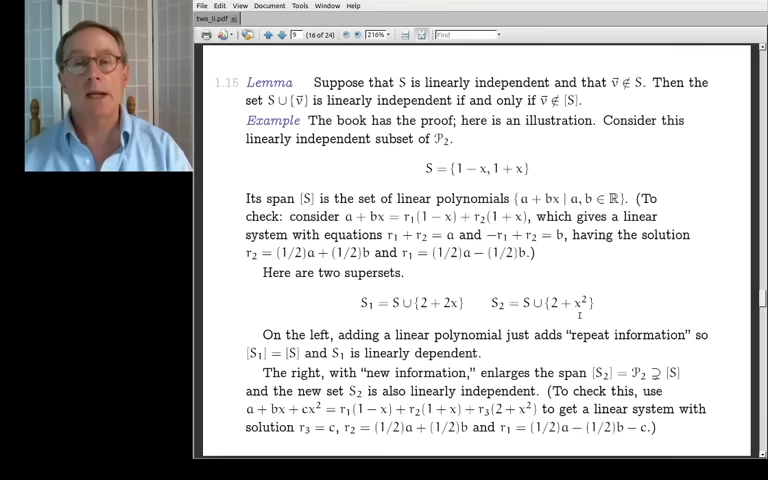 File Edit View Document Tools Window Help
two_ii.pdf
9 (16 of 24) 216% Find
1.15 Lemma Suppose that S is linearly independent and that v⃗ ∉ S. Then the
set S ∪ {v⃗} is linearly independent if and only if v⃗ ∉ [S].
Example The book has the proof; here is an illustration. Consider this
linearly independent subset of 𝒫₂.
S = {1 − x, 1 + x}
Its span [S] is the set of linear polynomials {a + bx | a, b ∈ ℝ}. (To
check: consider a + bx = r₁(1 − x) + r₂(1 + x), which gives a linear
system with equations r₁ + r₂ = a and −r₁ + r₂ = b, having the solution
r₂ = (1/2)a + (1/2)b and r₁ = (1/2)a − (1/2)b.)
Here are two supersets.
S₁ = S ∪ {2 + 2x} S₂ = S ∪ {2 + x²}
On the left, adding a linear polynomial just adds “repeat information” so
[S₁] = [S] and S₁ is linearly dependent.
The right, with “new information,” enlarges the span [S₂] = 𝒫₂ ⊋ [S]
and the new set S₂ is also linearly independent. (To check this, use
a + bx + cx² = r₁(1 − x) + r₂(1 + x) + r₃(2 + x²) to get a linear system with
solution r₃ = c, r₂ = (1/2)a + (1/2)b and r₁ = (1/2)a − (1/2)b − c.)